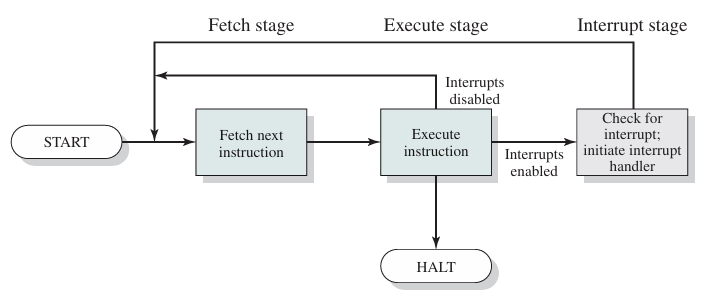 Fetch stage
Execute stage
Interrupt stage
Interrupts
disabled
START
Fetch next
instruction
Execute
instruction
Interrupts
enabled
Check for
interrupt;
initiate interrupt
handler
HALT